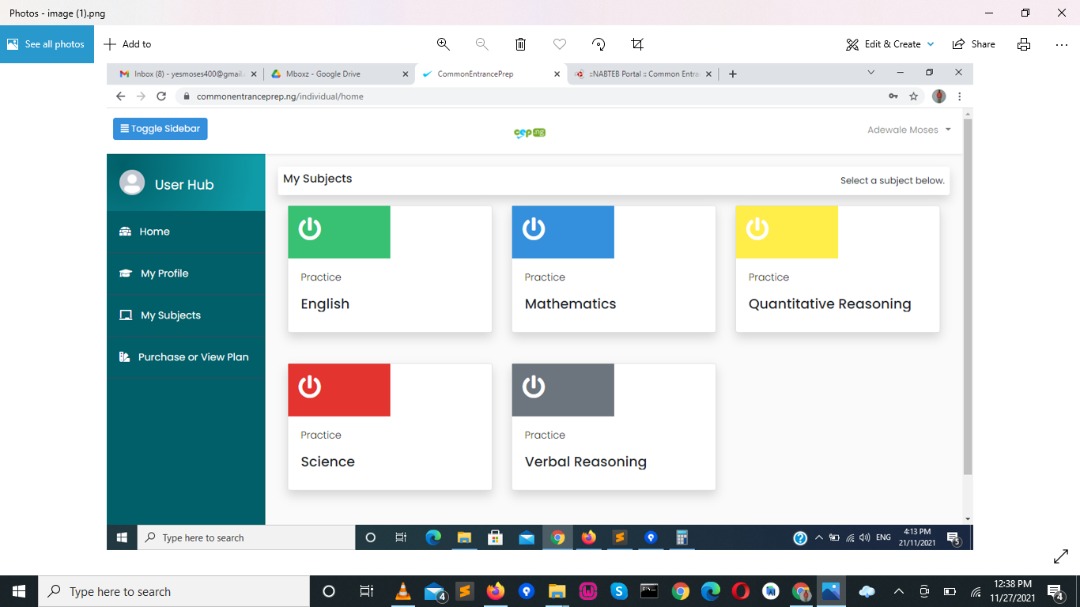 Photos - image (1).png
See all photos
Add to
Edit & Create
Share
Inbox (8) - yesmoses400@gmail.
Mboxz - Google Drive
CommonEntrancePrep
::NABTEB Portal :: Common Entra
commonentranceprep.ng/individual/home
Toggle Sidebar
cep.ng
Adewale Moses
User Hub
My Subjects
Select a subject below.
Home
My Profile
My Subjects
Purchase or View Plan
Practice
English
Practice
Mathematics
Practice
Quantitative Reasoning
Practice
Science
Practice
Verbal Reasoning
Type here to search
ENG
4:13 PM
21/11/2021
Type here to search
4
12:38 PM
11/27/2021
4